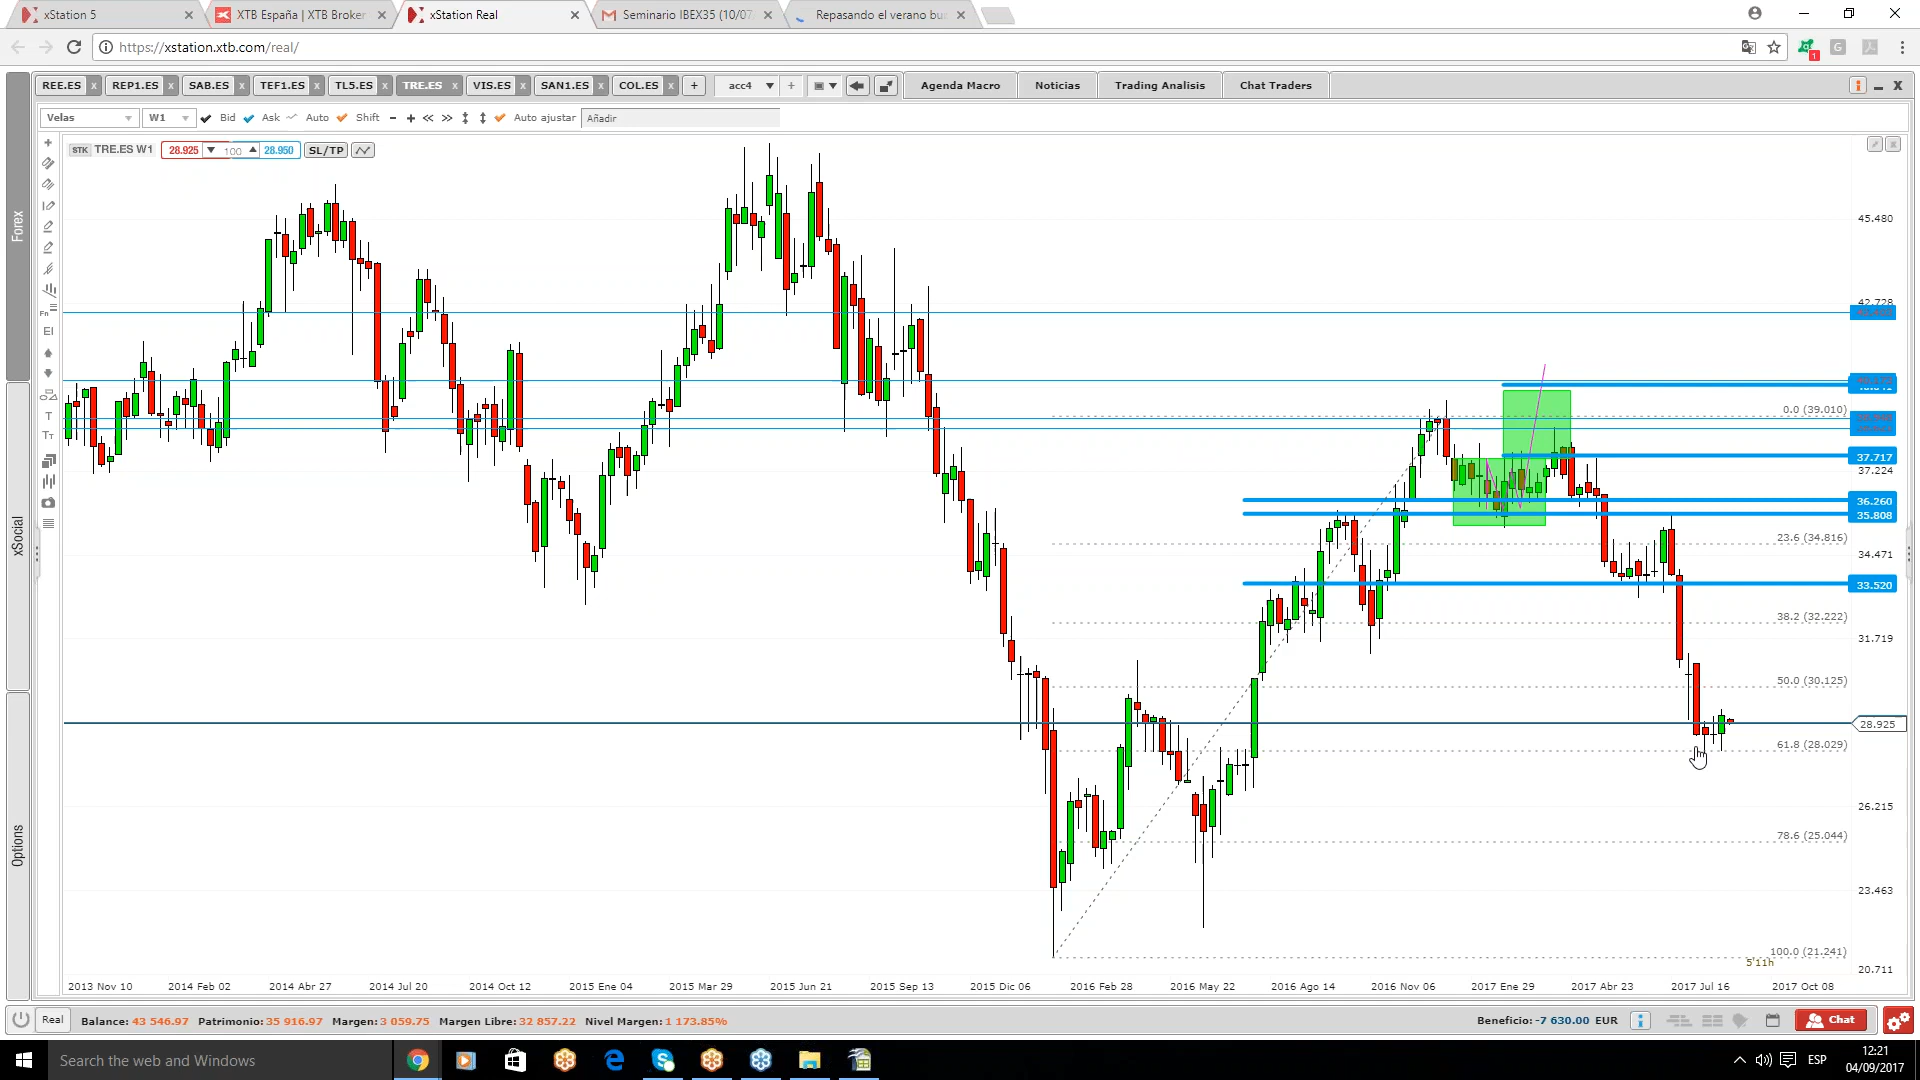 xStation 5
XTB España | XTB Broker
xStation Real
Seminario IBEX35 (10/07
Repasando el verano bu
https://xstation.xtb.com/real/
REE.ES x REP1.ES x SAB.ES x TEF1.ES x TL5.ES x TRE.ES x VIS.ES x SAN1.ES x COL.ES x + acc4 + Agenda Macro Noticias Trading Analisis Chat Traders
Velas W1 Bid Ask Auto Shift Auto ajustar Añadir
STK TRE.ES W1 28.925 100 28.950 SL/TP
Forex
xSocial
Options
EI
T
45.480
42.728
0.0 (39.010)
37.717
37.224
36.260
35.808
23.6 (34.816)
34.471
33.520
38.2 (32.222)
31.719
50.0 (30.125)
28.925
61.8 (28.029)
26.215
78.6 (25.044)
23.463
100.0 (21.241)
5'11h
20.711
2013 Nov 10 2014 Feb 02 2014 Abr 27 2014 Jul 20 2014 Oct 12 2015 Ene 04 2015 Mar 29 2015 Jun 21 2015 Sep 13 2015 Dic 06 2016 Feb 28 2016 May 22 2016 Ago 14 2016 Nov 06 2017 Ene 29 2017 Abr 23 2017 Jul 16 2017 Oct 08
Real Balance: 43 546.97 Patrimonio: 35 916.97 Margen: 3 059.75 Margen Libre: 32 857.22 Nivel Margen: 1 173.85% Beneficio: -7 630.00 EUR Chat
Search the web and Windows
ESP
12:21
04/09/2017